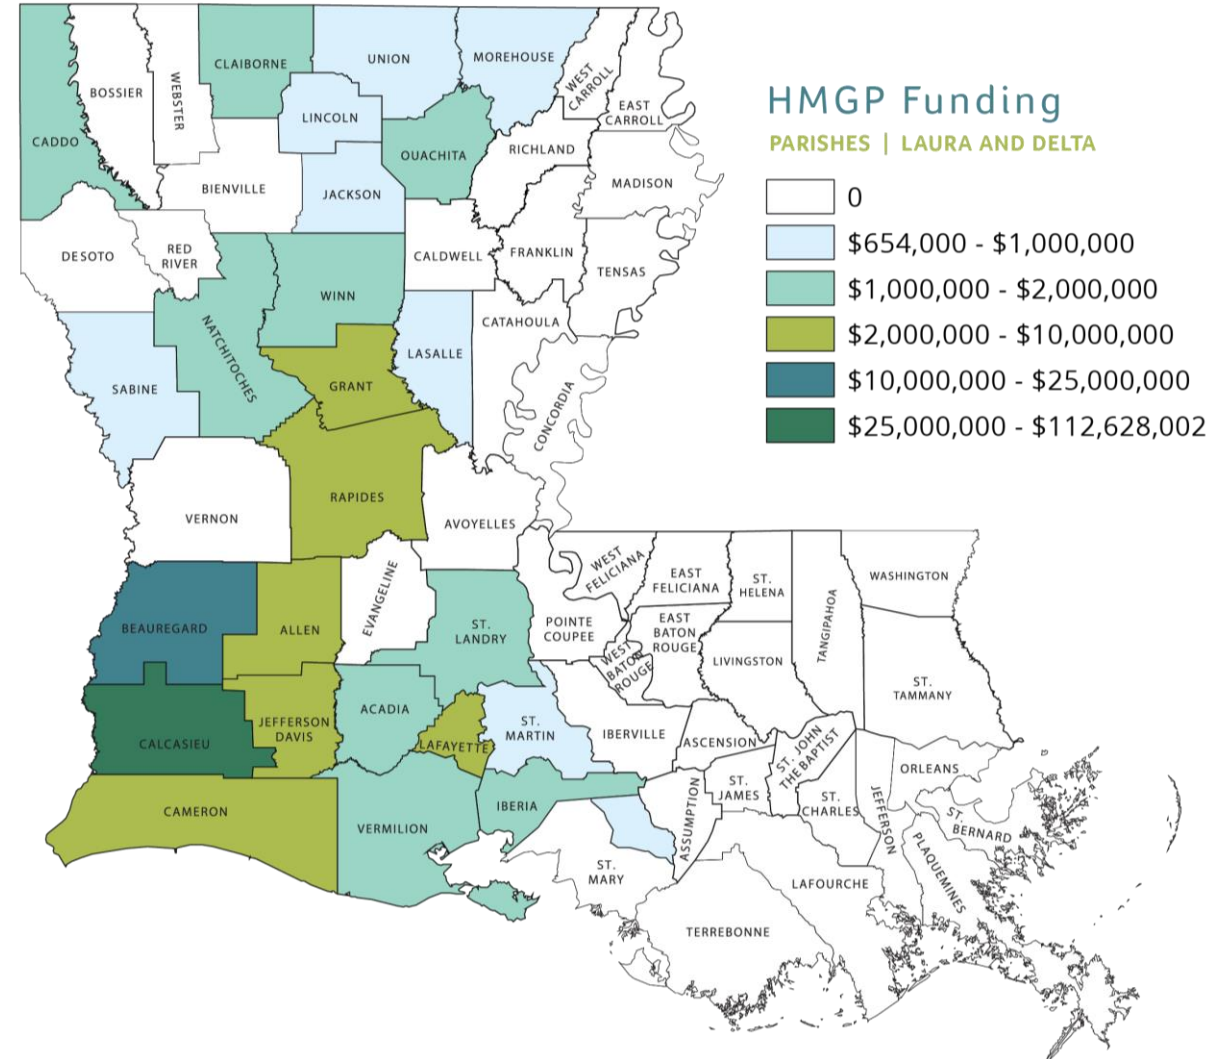 HMGP Funding
PARISHES | LAURA AND DELTA
0
$654,000 - $1,000,000
$1,000,000 - $2,000,000
$2,000,000 - $10,000,000
$10,000,000 - $25,000,000
$25,000,000 - $112,628,002
CADDO
BOSSIER
WEBSTER
CLAIBORNE
UNION
MOREHOUSE
WEST
CARROLL
EAST
CARROLL
LINCOLN
OUACHITA
RICHLAND
MADISON
BIENVILLE
JACKSON
DESOTO
RED
RIVER
CALDWELL
FRANKLIN
TENSAS
WINN
NATCHITOCHES
CATAHOULA
LASALLE
SABINE
GRANT
CONCORDIA
RAPIDES
VERNON
AVOYELLES
EVANGELINE
WEST
FELICIANA
EAST
FELICIANA
ST.
HELENA
TANGIPAHOA
WASHINGTON
BEAUREGARD
ALLEN
ST.
LANDRY
POINTE
COUPEE
WEST
BATON
ROUGE
EAST
BATON
ROUGE
LIVINGSTON
ST.
TAMMANY
CALCASIEU
JEFFERSON
DAVIS
ACADIA
LAFAYETTE
ST.
MARTIN
IBERVILLE
ASCENSION
ST. JOHN
THE BAPTIST
ORLEANS
CAMERON
VERMILION
IBERIA
ASSUMPTION
ST.
JAMES
ST.
CHARLES
JEFFERSON
ST.
BERNARD
PLAQUEMINES
ST.
MARY
LAFOURCHE
TERREBONNE